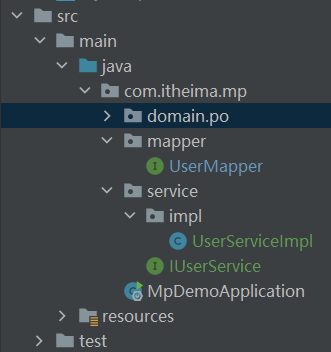 src
main
java
com.itheima.mp
domain.po
mapper
UserMapper
service
impl
UserServiceImpl
IUserService
MpDemoApplication
resources
test